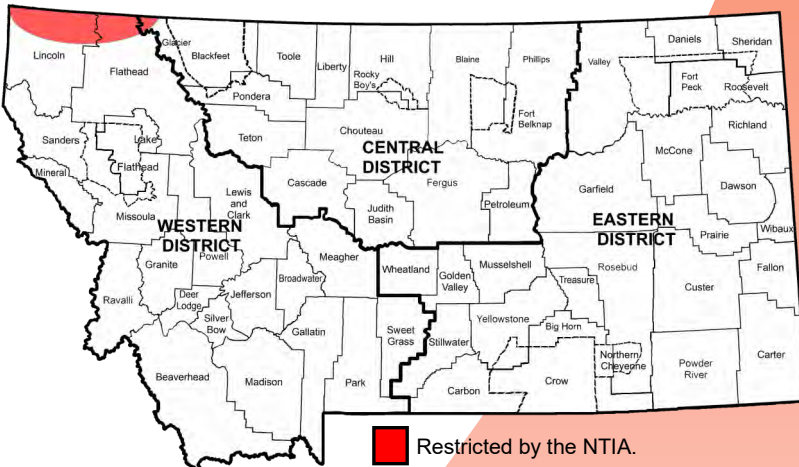 Glacier
Lincoln
Flathead
Blackfeet
Toole
Liberty
Hill
Rocky
Boy's
Blaine
Phillips
Valley
Daniels
Sheridan
Fort
Peck
Roosevelt
Pondera
Teton
Chouteau
Fort
Belknap
Richland
Sanders
Lake
Flathead
Mineral
Missoula
Lewis
and
Clark
Cascade
CENTRAL
DISTRICT
Fergus
Judith
Basin
Petroleum
Garfield
McCone
Dawson
Prairie
Wibaux
WESTERN
DISTRICT
EASTERN
DISTRICT
Granite
Powell
Ravalli
Deer
Lodge
Silver
Bow
Jefferson
Broadwater
Meagher
Wheatland
Golden
Valley
Musselshell
Treasure
Rosebud
Custer
Fallon
Gallatin
Sweet
Grass
Stillwater
Yellowstone
Big Horn
Northern
Cheyenne
Powder
River
Carter
Beaverhead
Madison
Park
Carbon
Crow
Restricted by the NTIA.